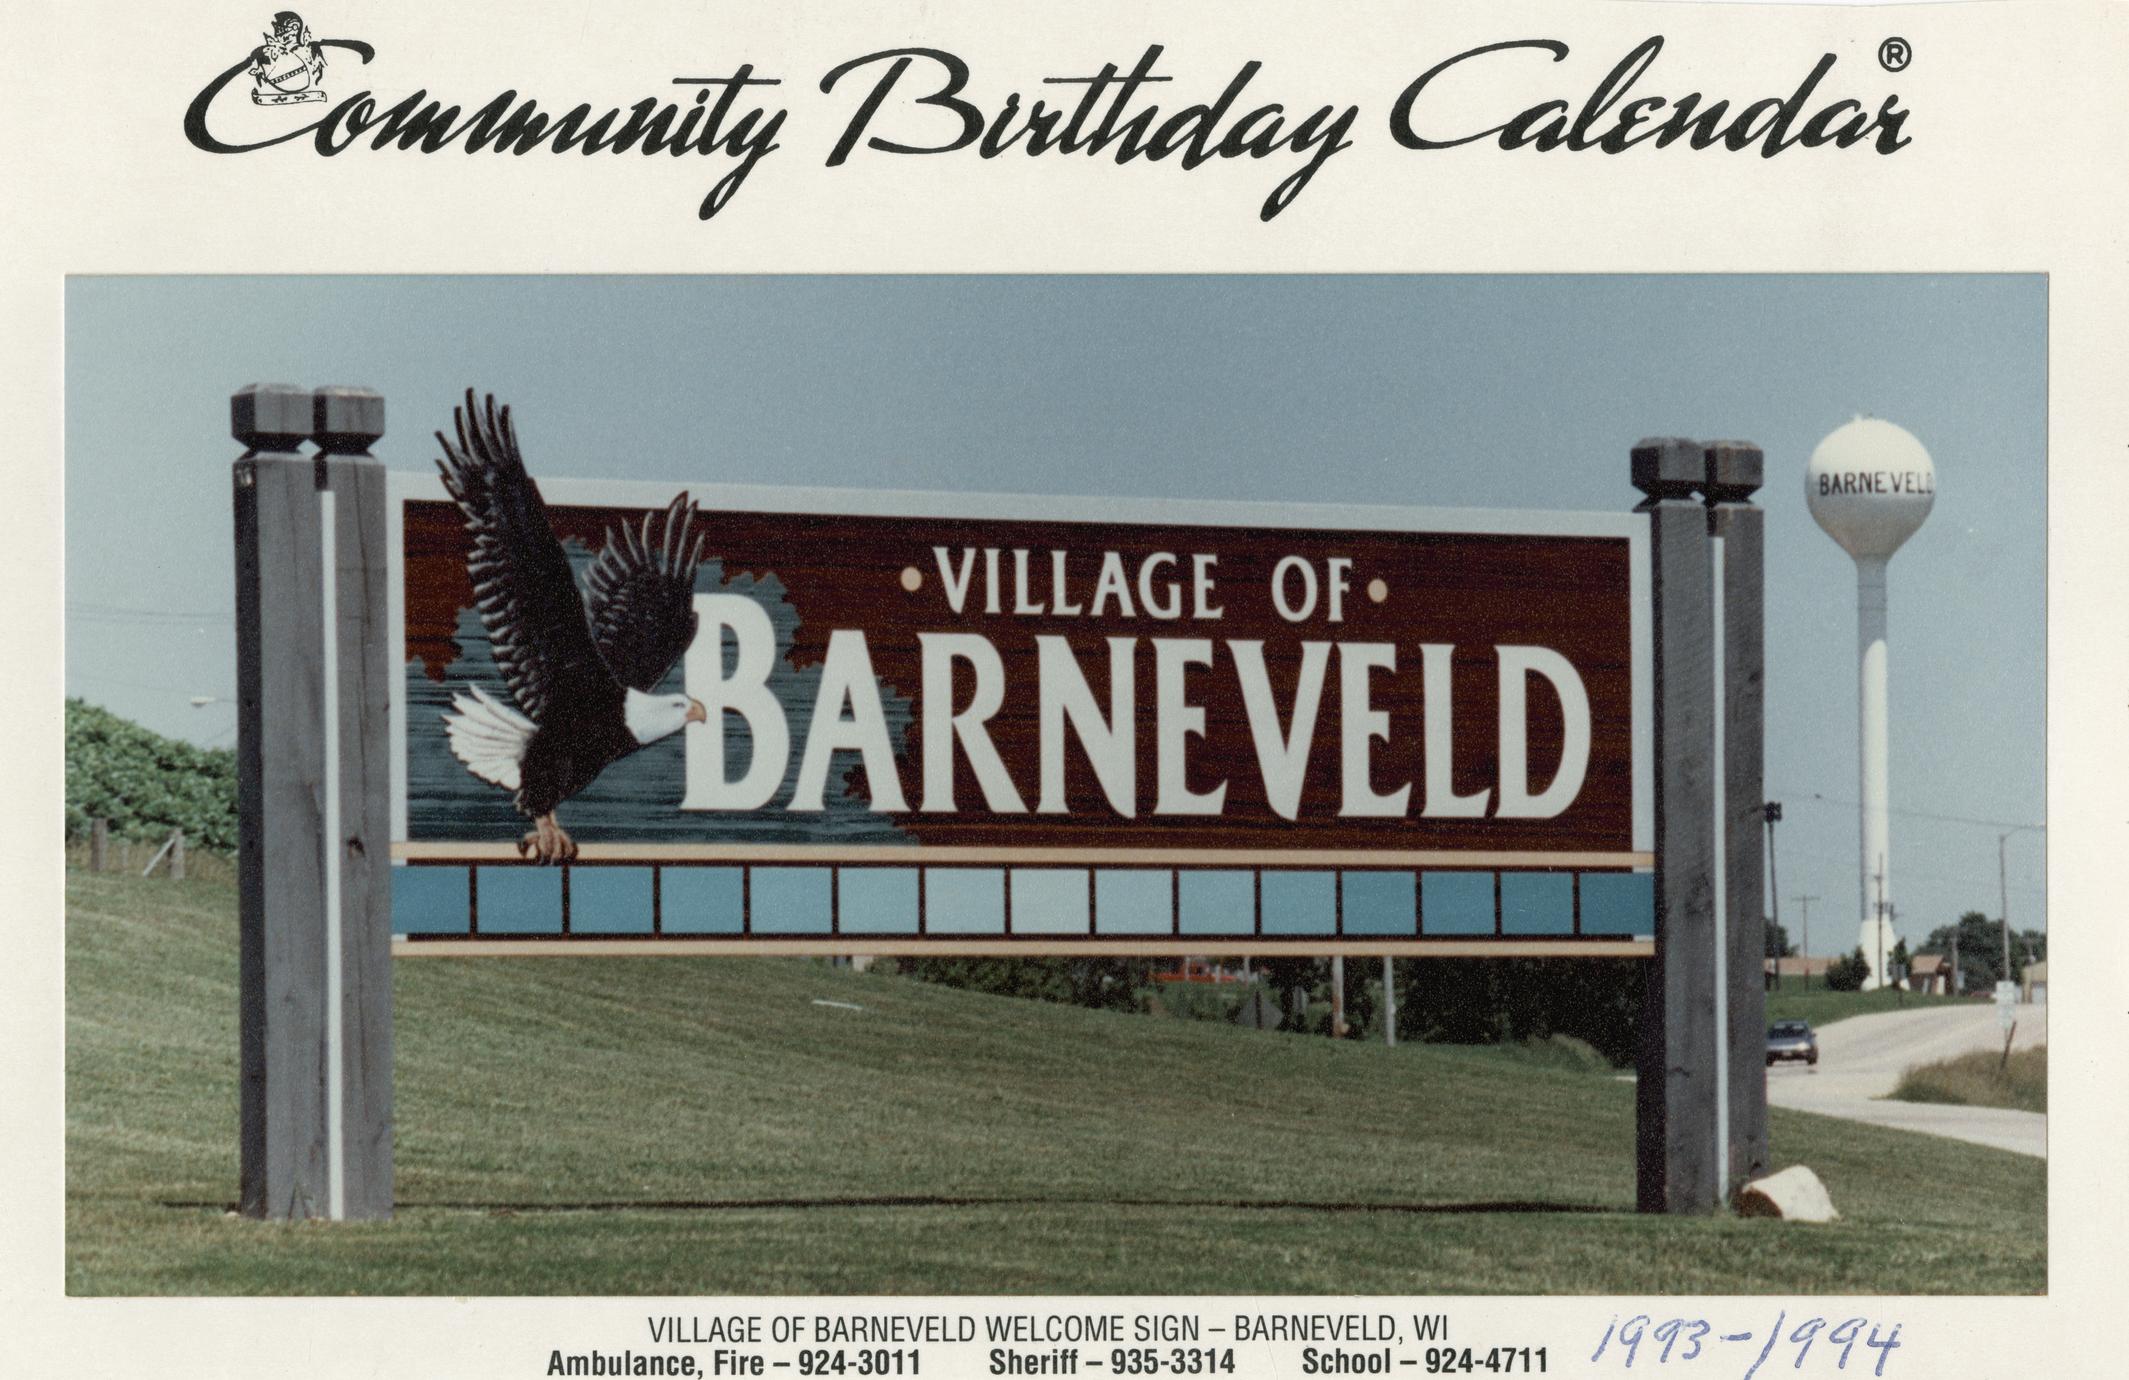 Community Birthday Calendar®
• VILLAGE OF •
BARNEVELD
BARNEVELD
VILLAGE OF BARNEVELD WELCOME SIGN – BARNEVELD, WI
Ambulance, Fire – 924-3011 Sheriff – 935-3314 School – 924-4711
1993-1994